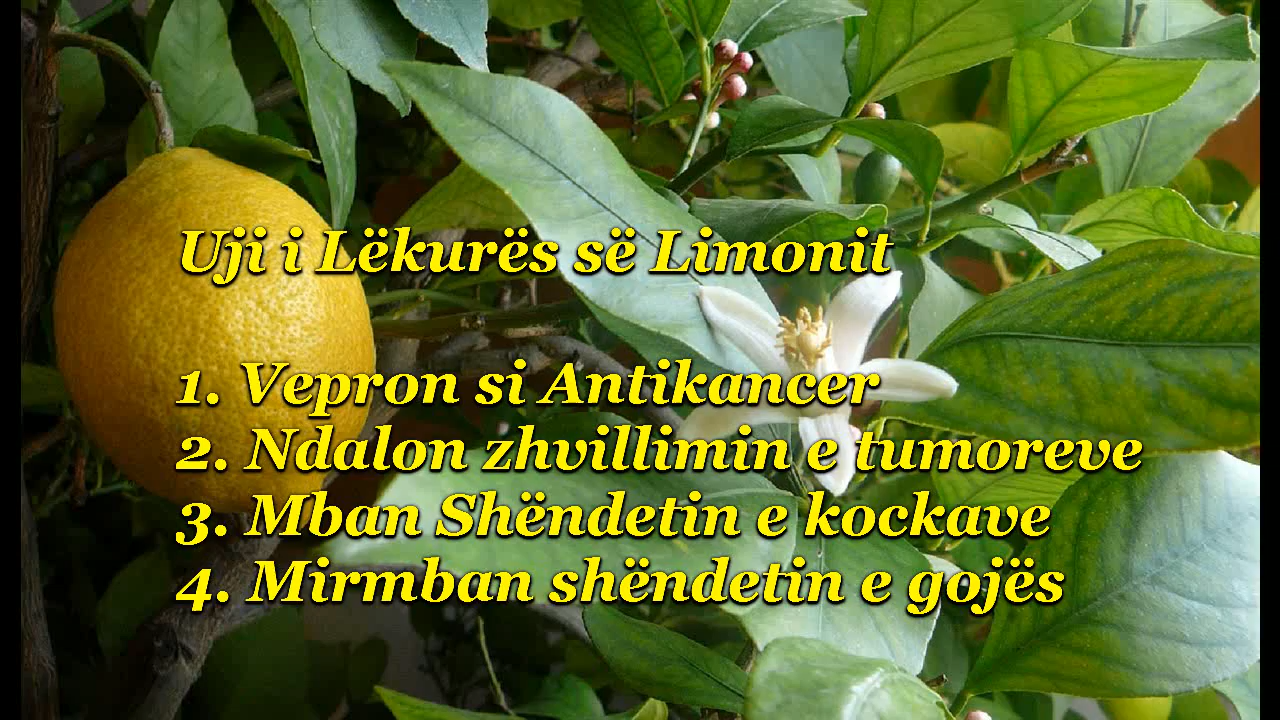 Uji i Lëkurës së Limonit
1. Vepron si Antikancer
2. Ndalon zhvillimin e tumoreve
3. Mban Shëndetin e kockave
4. Mirmban shëndetin e gojës